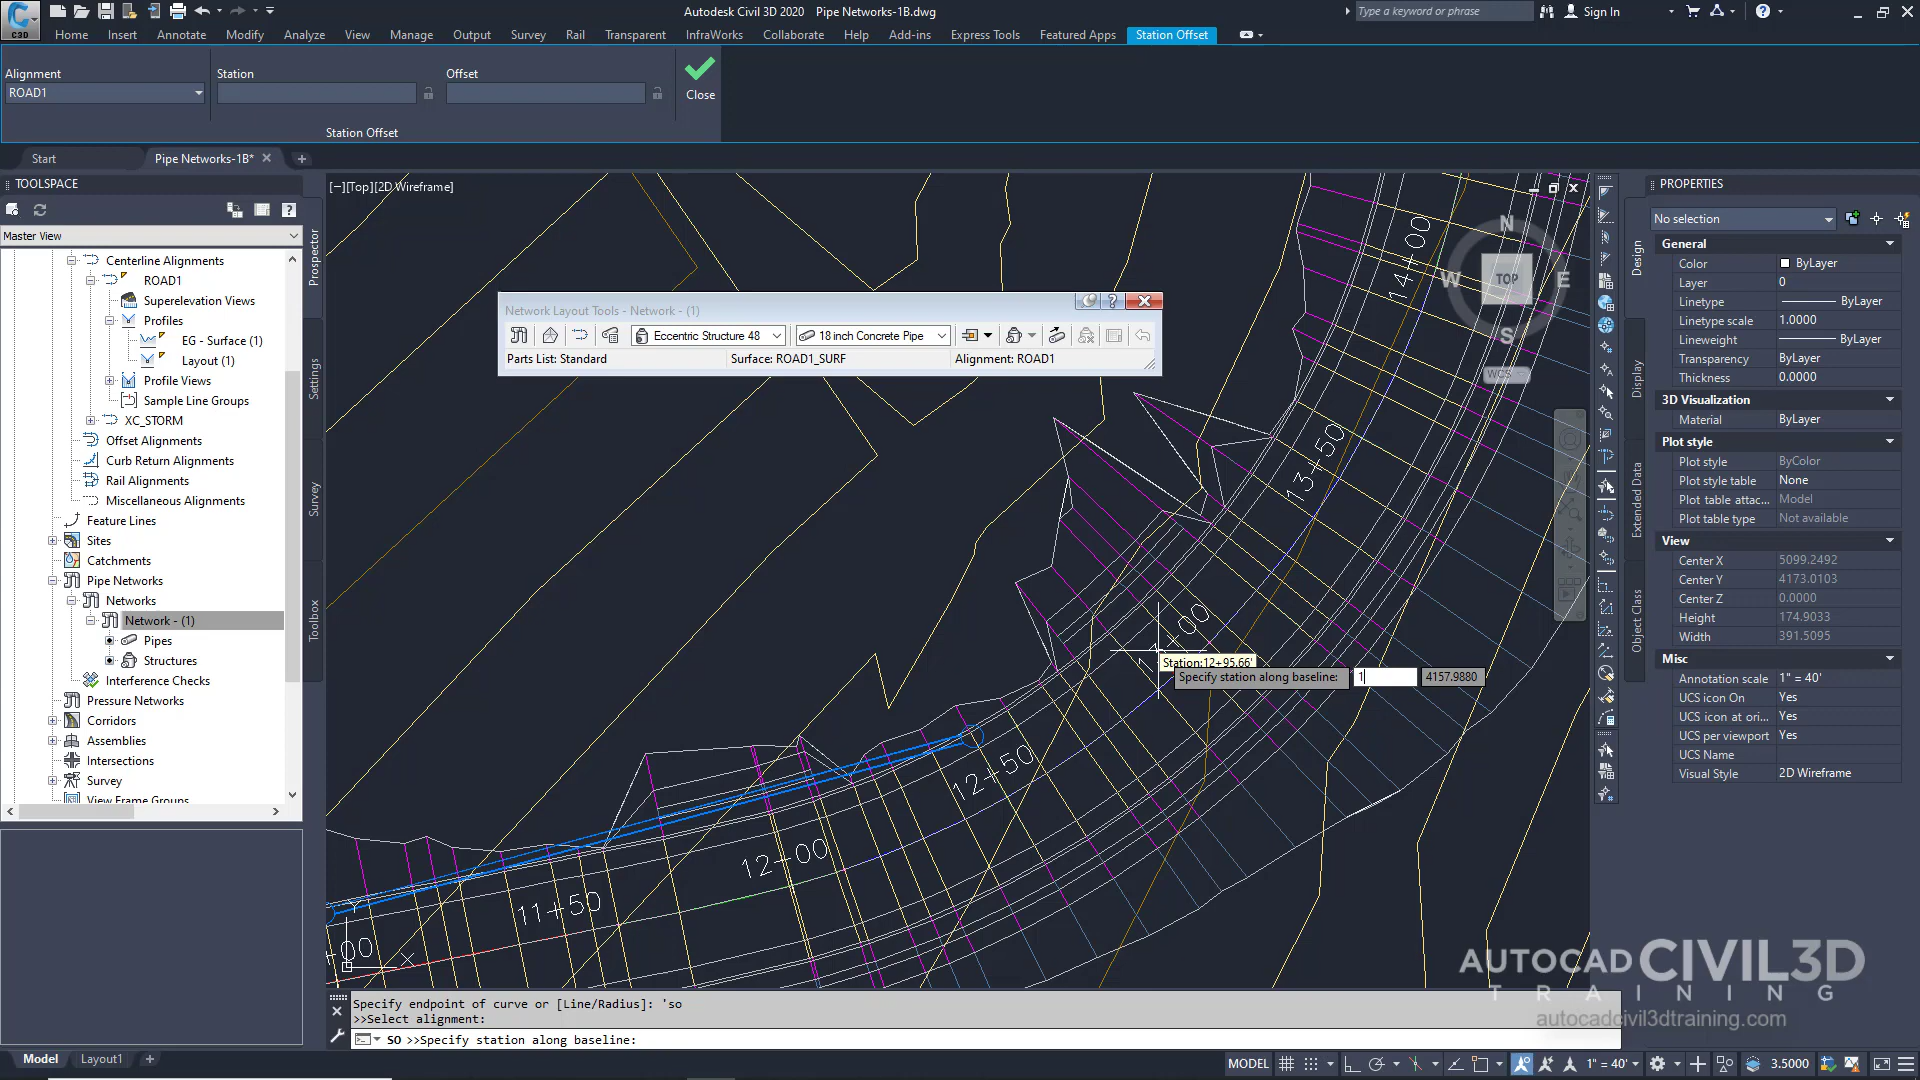 Autodesk Civil 3D 2020 Pipe Networks-1B.dwg
Type a keyword or phrase
Sign In
C3D
Home Insert Annotate Modify Analyze View Manage Output Survey Rail Transparent InfraWorks Collaborate Help Add-ins Express Tools Featured Apps Station Offset
Alignment Station Offset
ROAD1
Close
Station Offset
Start Pipe Networks-1B*
TOOLSPACE
Master View
Centerline Alignments
ROAD1
Superelevation Views
Profiles
EG - Surface (1)
Layout (1)
Profile Views
Sample Line Groups
XC_STORM
Offset Alignments
Curb Return Alignments
Rail Alignments
Miscellaneous Alignments
Feature Lines
Sites
Catchments
Pipe Networks
Networks
Network - (1)
Pipes
Structures
Interference Checks
Pressure Networks
Corridors
Assemblies
Intersections
Survey
View Frame Groups
Prospector
Settings
Survey
Toolbox
[−][Top][2D Wireframe]
Network Layout Tools - Network - (1)
Eccentric Structure 48
18 inch Concrete Pipe
Parts List: Standard Surface: ROAD1_SURF Alignment: ROAD1
N
W TOP E
S
WCS
14+00
13+50
12+50
12+00
11+50
+00
Y
X
Station:12+95.66'
Specify station along baseline: 1 4157.9880
PROPERTIES
No selection
Design
Display
Extended Data
Object Class
General
Color ByLayer
Layer 0
Linetype ByLayer
Linetype scale 1.0000
Lineweight ByLayer
Transparency ByLayer
Thickness 0.0000
3D Visualization
Material ByLayer
Plot style
Plot style ByColor
Plot style table None
Plot table attac... Model
Plot table type Not available
View
Center X 5099.2492
Center Y 4173.0103
Center Z 0.0000
Height 174.9033
Width 391.5095
Misc
Annotation scale 1" = 40'
UCS icon On Yes
UCS icon at ori... Yes
UCS per viewport Yes
UCS Name
Visual Style 2D Wireframe
AUTOCAD CIVIL3D
TRAINING
autocadcivil3dtraining.com
Specify endpoint of curve or [Line/Radius]: 'so
>>Select alignment:
SO >>Specify station along baseline:
Model Layout1
MODEL
1" = 40'
3.5000